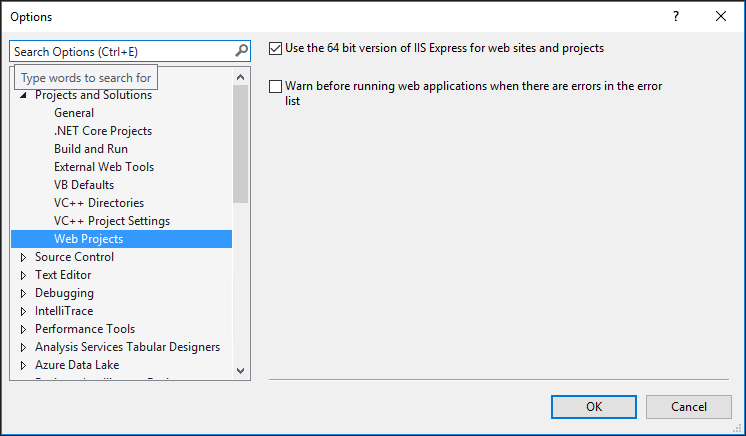 Options
?
Search Options (Ctrl+E)
Type words to search for
Projects and Solutions
General
.NET Core Projects
Build and Run
External Web Tools
VB Defaults
VC++ Directories
VC++ Project Settings
Web Projects
Source Control
Text Editor
Debugging
IntelliTrace
Performance Tools
Analysis Services Tabular Designers
Azure Data Lake
Use the 64 bit version of IIS Express for web sites and projects
Warn before running web applications when there are errors in the error
list
OK
Cancel